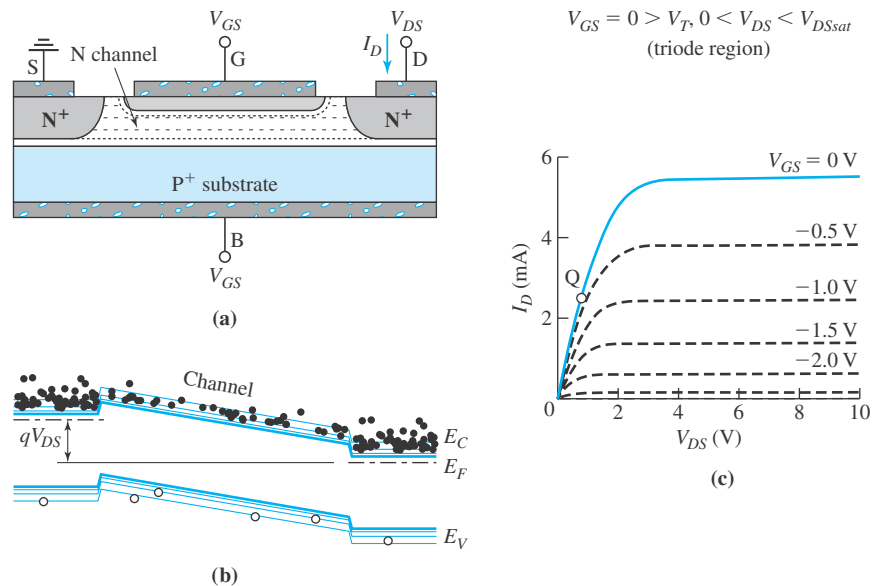 V_GS
V_DS
I_D
N channel
S
G
D
N⁺
N⁺
P⁺ substrate
B
V_GS
(a)
V_GS = 0 > V_T, 0 < V_DS < V_DSsat
(triode region)
6
4
2
0
I_D (mA)
V_GS = 0 V
−0.5 V
−1.0 V
−1.5 V
−2.0 V
Q
0 2 4 6 8 10
V_DS (V)
(c)
Channel
qV_DS
E_C
E_F
E_V
(b)